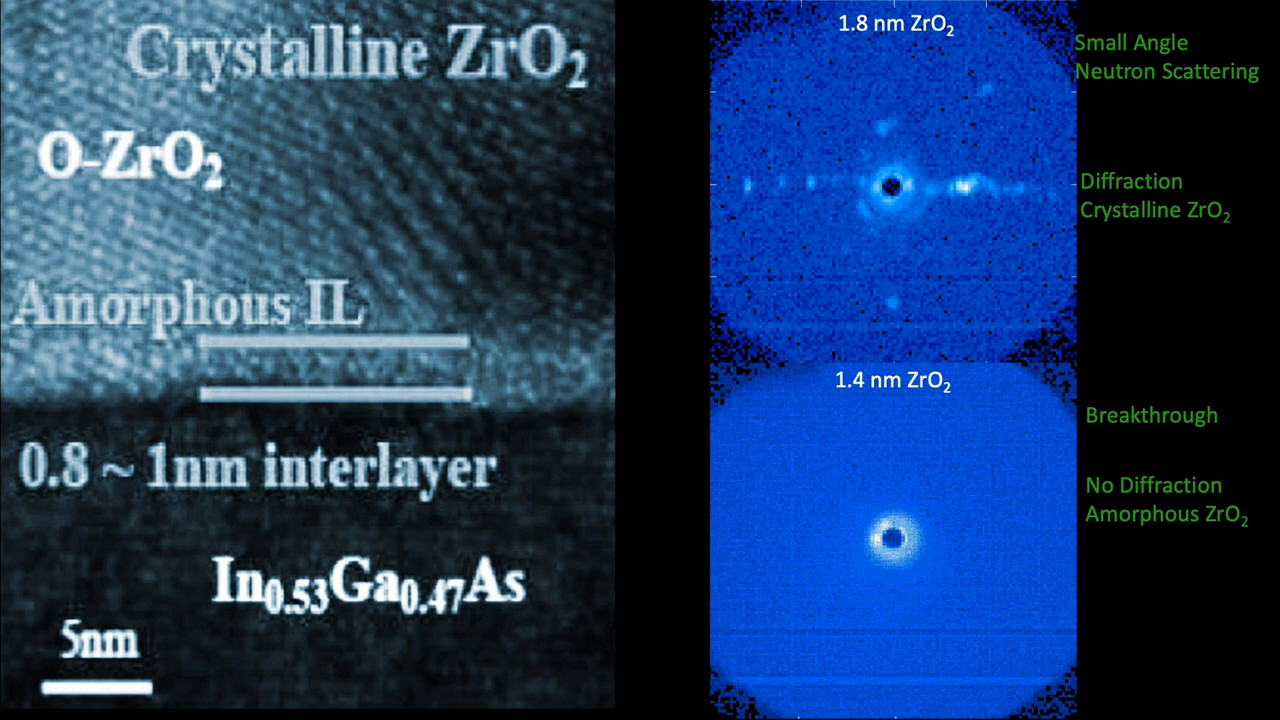 Crystalline ZrO₂
O-ZrO₂
Amorphous IL
0.8 ~ 1nm interlayer
In₀.₅₃Ga₀.₄₇As
5nm
1.8 nm ZrO₂
Small Angle
Neutron Scattering
Diffraction
Crystalline ZrO₂
1.4 nm ZrO₂
Breakthrough
No Diffraction
Amorphous ZrO₂